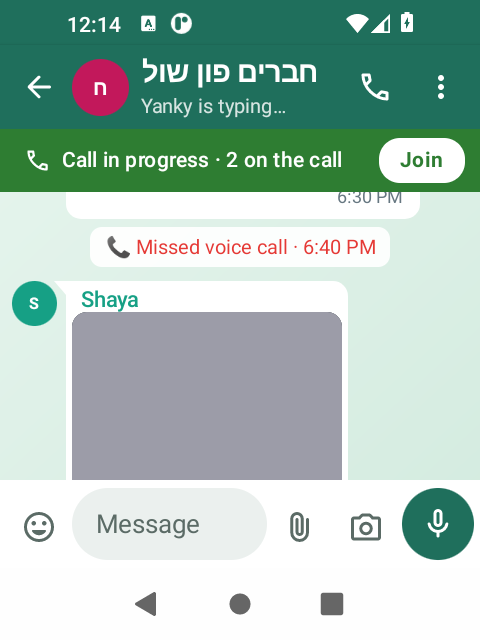 12:14 A
חברים פון שול
ח
Yanky is typing…
Call in progress · 2 on the call
Join
6:30 PM
Missed voice call · 6:40 PM
S
Shaya
Message